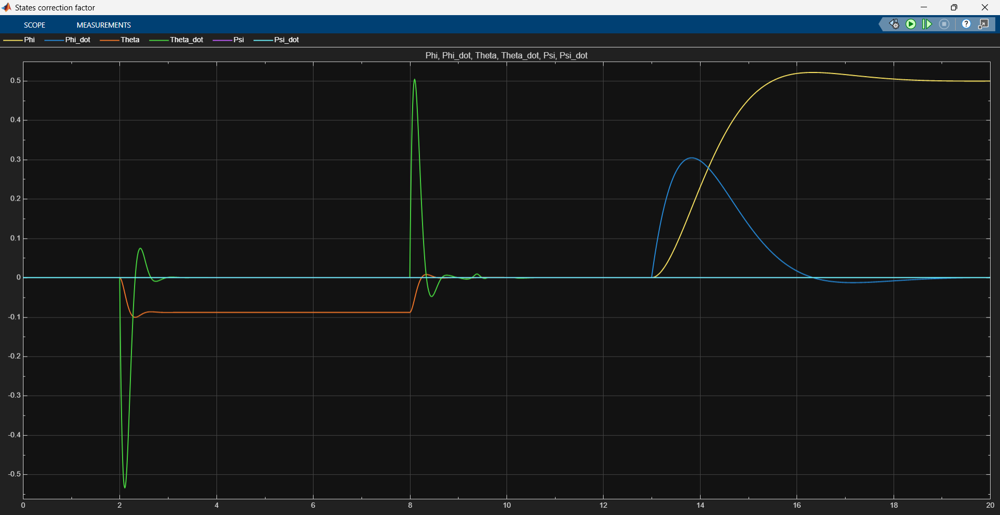 States correction factor
SCOPE MEASUREMENTS
?
Phi Phi_dot Theta Theta_dot Psi Psi_dot
Phi, Phi_dot, Theta, Theta_dot, Psi, Psi_dot
0.5
0.4
0.3
0.2
0.1
0
-0.1
-0.2
-0.3
-0.4
-0.5
0 2 4 6 8 10 12 14 16 18 20